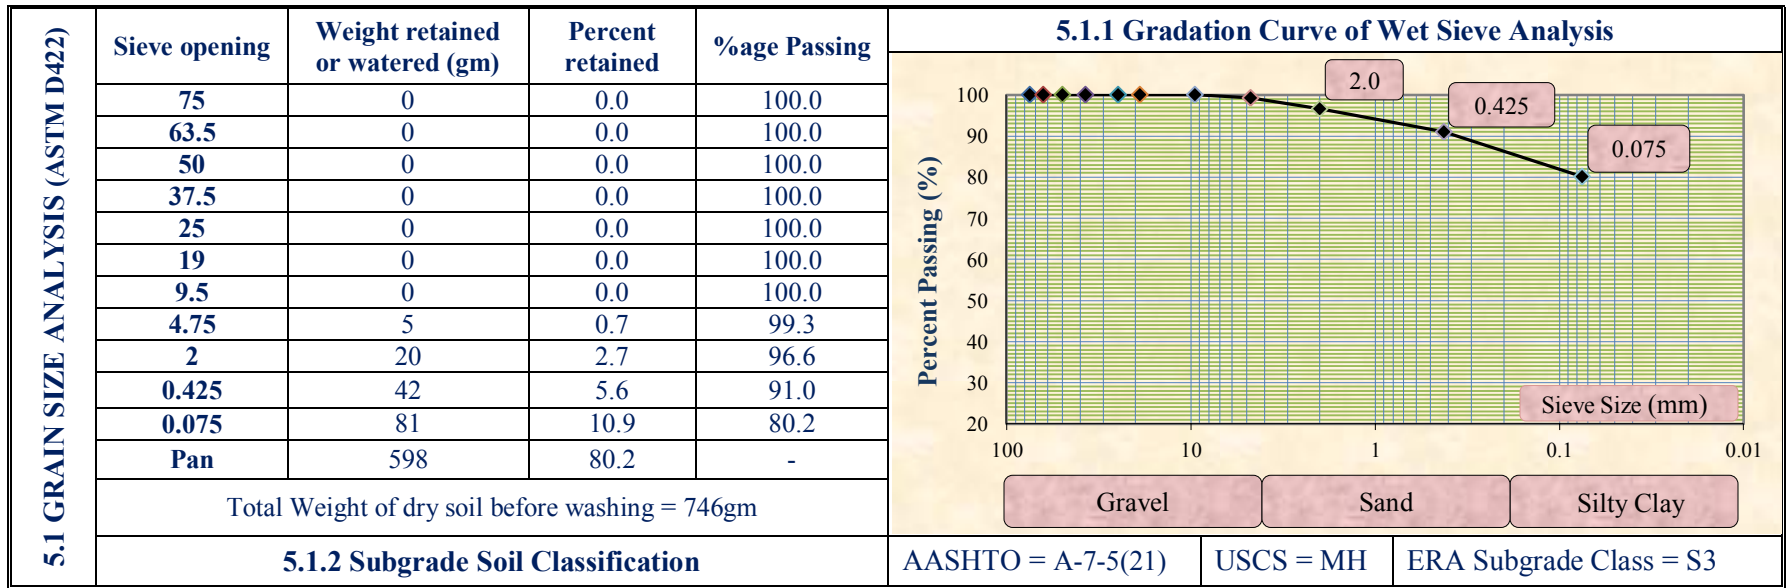 5.1 GRAIN SIZE ANALYSIS (ASTM D422)
Sieve opening Weight retained or watered (gm) Percent retained %age Passing
75 0 0.0 100.0
63.5 0 0.0 100.0
50 0 0.0 100.0
37.5 0 0.0 100.0
25 0 0.0 100.0
19 0 0.0 100.0
9.5 0 0.0 100.0
4.75 5 0.7 99.3
2 20 2.7 96.6
0.425 42 5.6 91.0
0.075 81 10.9 80.2
Pan 598 80.2 -
Total Weight of dry soil before washing = 746gm
5.1.1 Gradation Curve of Wet Sieve Analysis
Percent Passing (%)
100
90
80
70
60
50
40
30
20
2.0
0.425
0.075
Sieve Size (mm)
100 10 1 0.1 0.01
Gravel Sand Silty Clay
5.1.2 Subgrade Soil Classification AASHTO = A-7-5(21) USCS = MH ERA Subgrade Class = S3